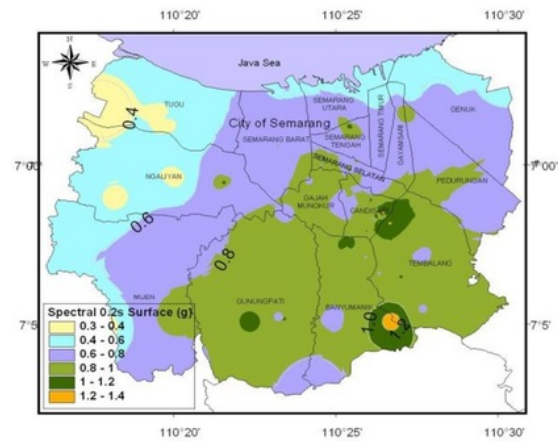 110°20' 110°25' 110°30'
N
W E
S
Java Sea
0.4
TUGU
SEMARANG
UTARA
GENUK
City of Semarang
SEMARANG TIMUR
GAYAMSARI
SEMARANG
TENGAH
SEMARANG BARAT
7°00' 7°00'
SEMARANG SELATAN
NGALIYAN
PEDURUNGAN
GAJAH
MUNGKUR
CANDISARI
0.6
0.8
TEMBALANG
MIJEN
GUNUNGPATI
BANYUMANIK
1.0
1.2
7°5' 7°5'
Spectral 0.2s Surface (g)
0.3 - 0.4
0.4 - 0.6
0.6 - 0.8
0.8 - 1
1 - 1.2
1.2 - 1.4
110°20' 110°25' 110°30'